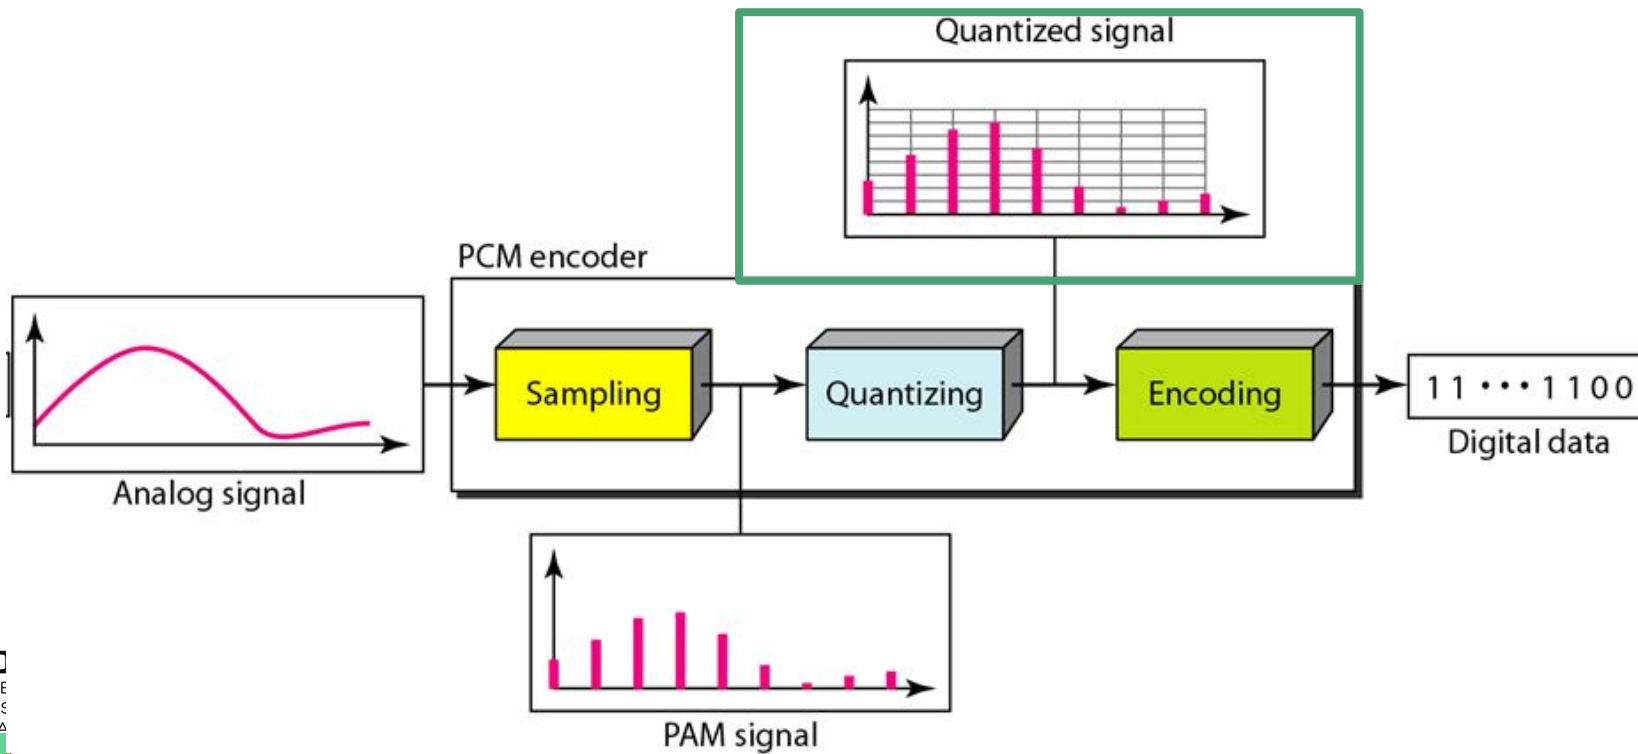 Quantized signal
PCM encoder
Sampling
Quantizing
Encoding
11 ••• 1100
Digital data
Analog signal
PAM signal